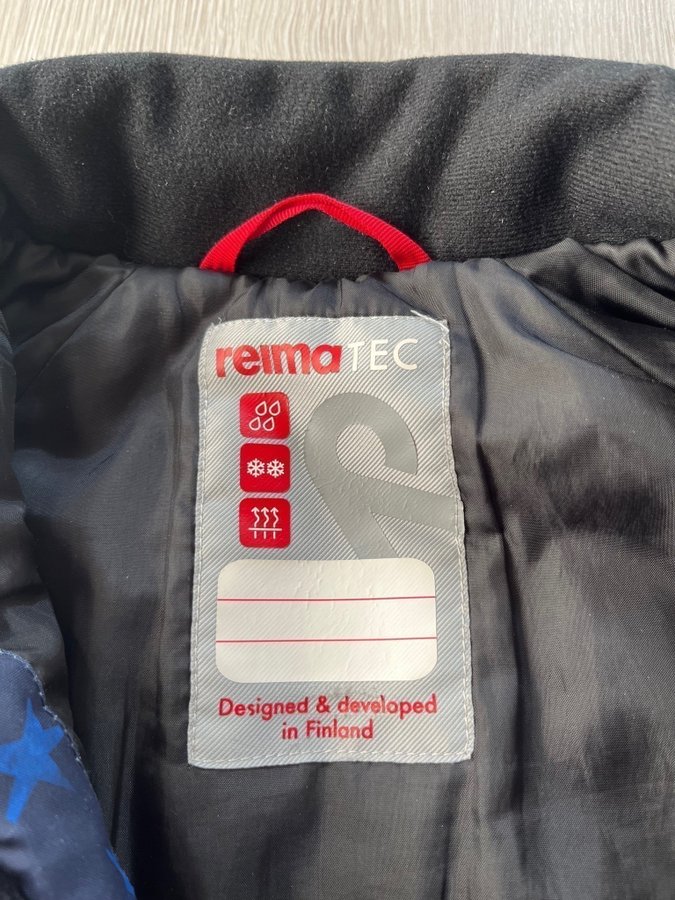 reimaTEC
Designed & developed
in Finland